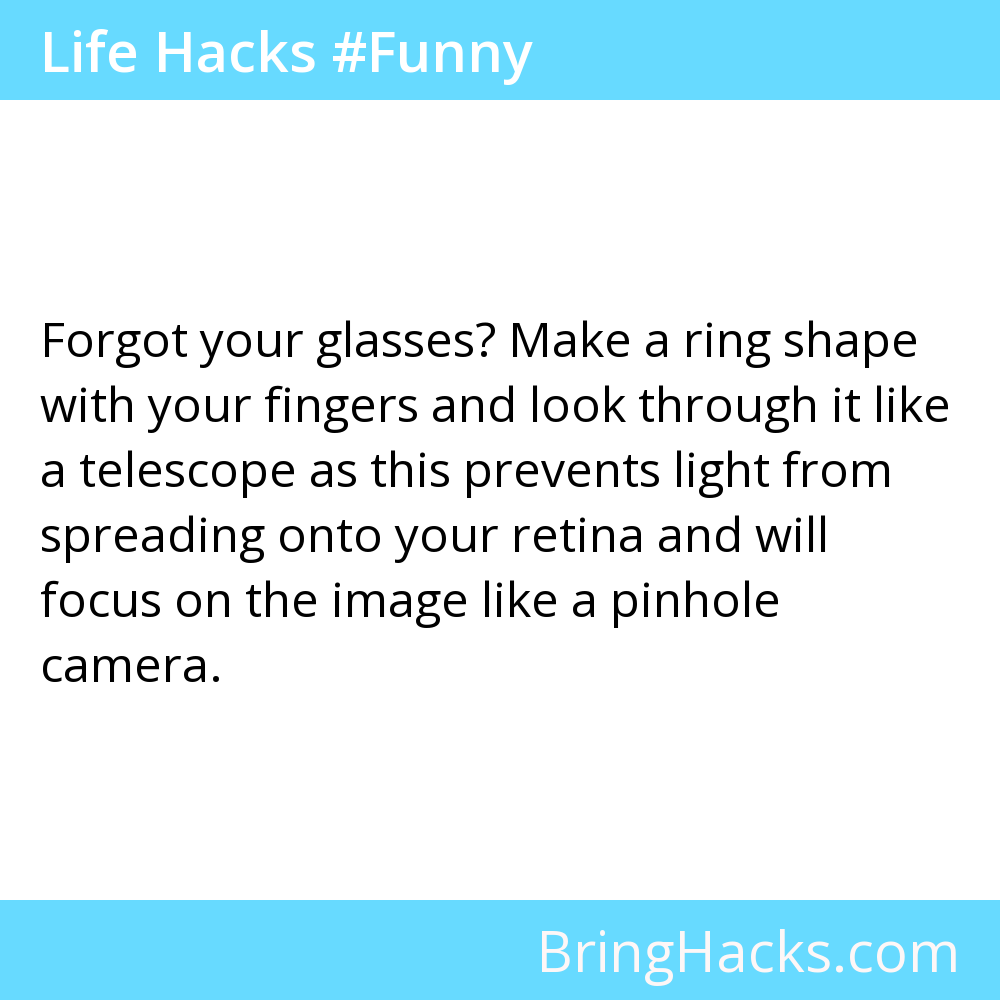 Life Hacks #Funny
Forgot your glasses? Make a ring shape
with your fingers and look through it like
a telescope as this prevents light from
spreading onto your retina and will
focus on the image like a pinhole
camera.
BringHacks.com